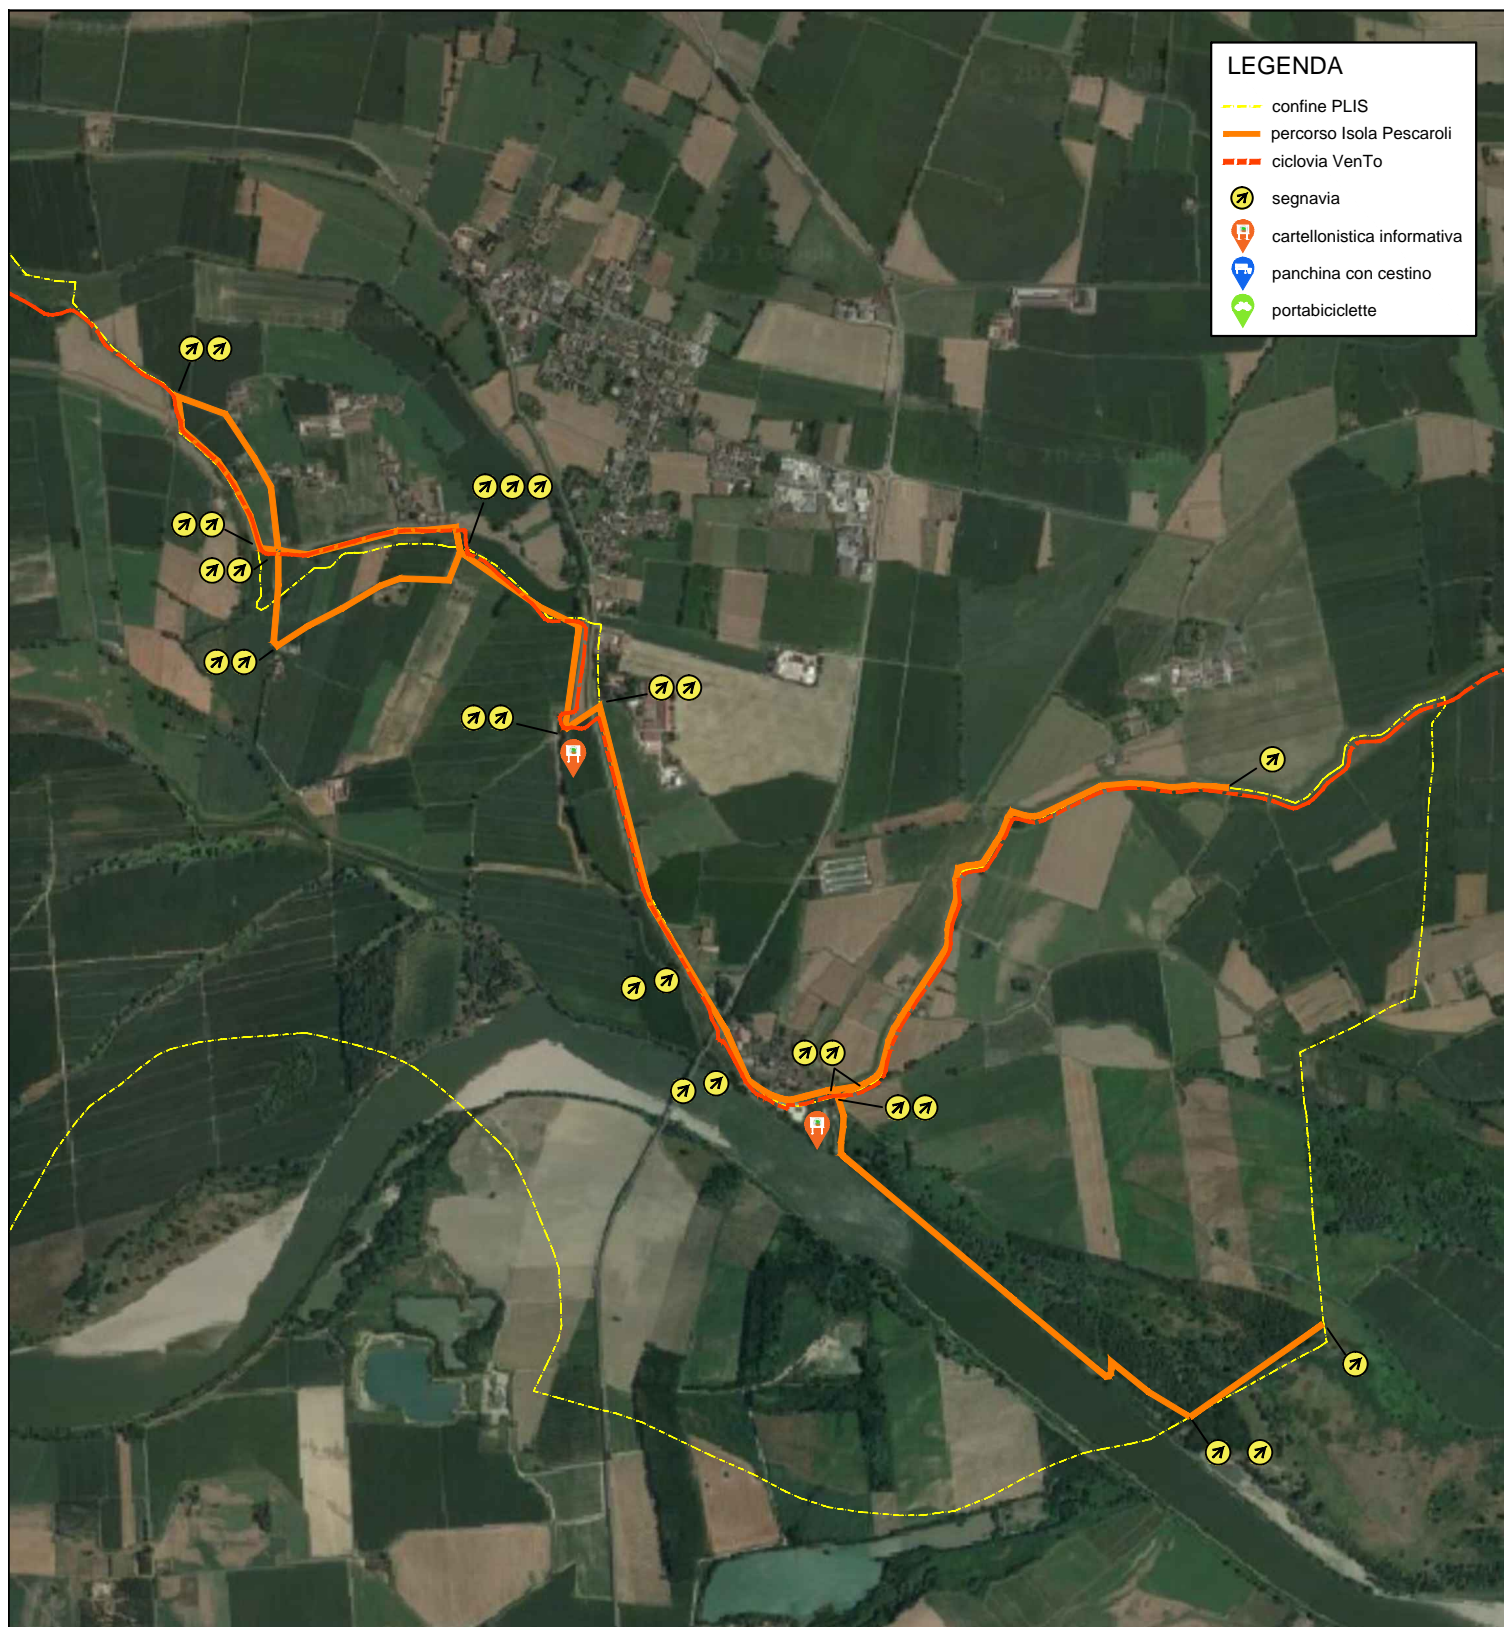 LEGENDA
confine PLIS
percorso Isola Pescaroli
ciclovia VenTo
segnavia
cartellonistica informativa
panchina con cestino
portabiciclette